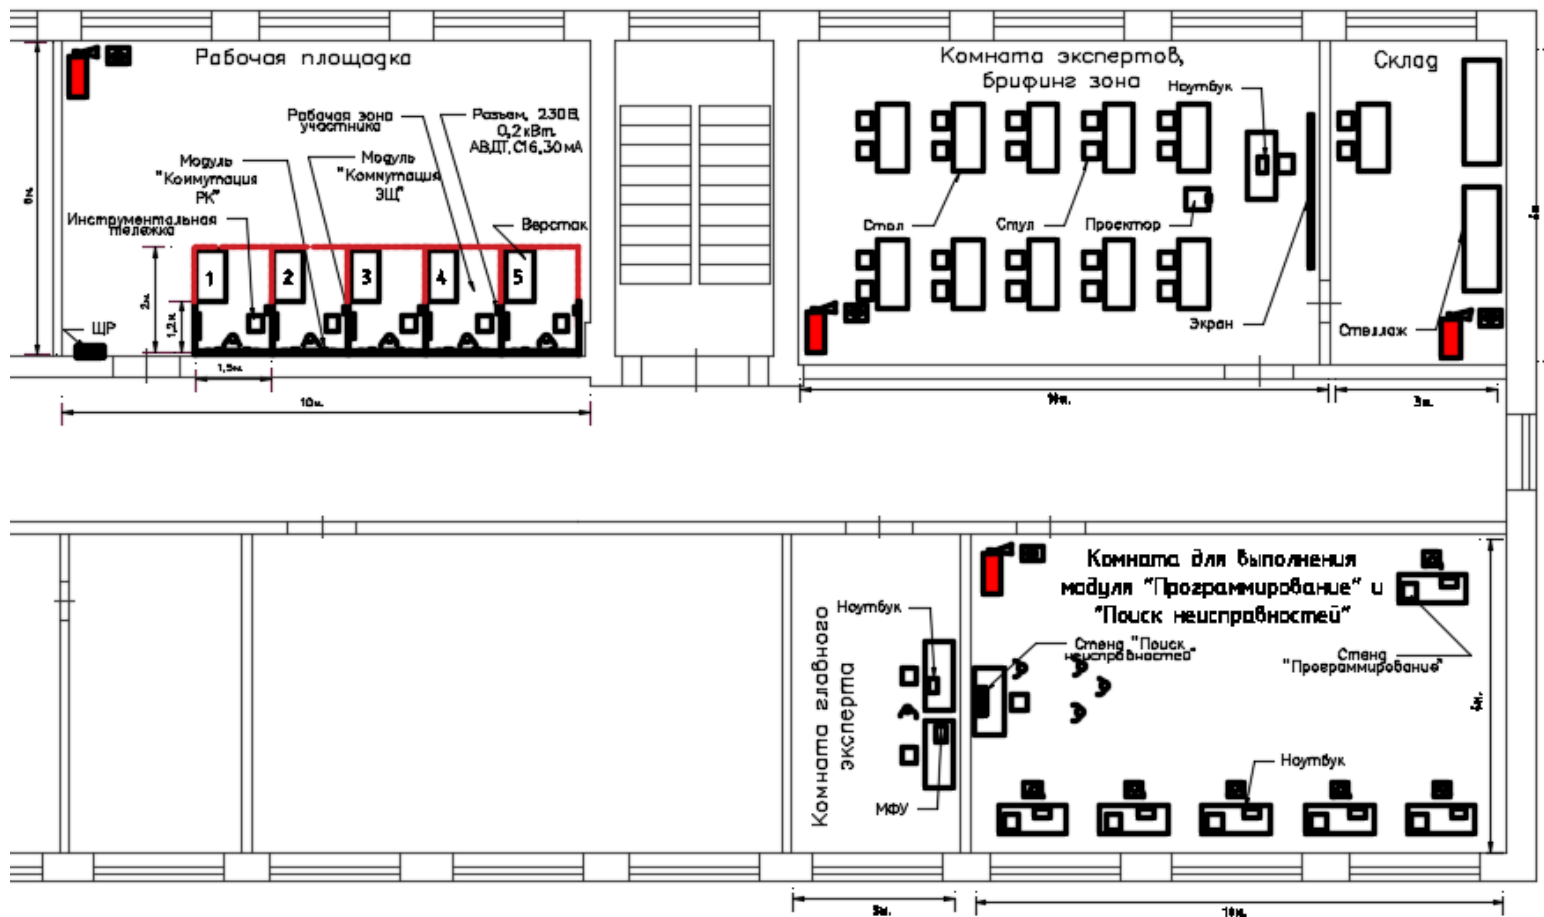 Рабочая площадка
Рабочая зона
участника
Разъем, 230В,
0,2 кВт.
АВДТ, С16, 30 мА
Модуль
"Коммутация
РК"
Модуль
"Коммутация
ЭЩ"
Инструментальная
тележка
Верстак
1
2
3
4
5
6м.
2м.
1,2м.
ЩР
1,5м.
10м.
Комната экспертов,
брифинг зона
Ноутбук
Стол
Стул
Проектор
Экран
Склад
Стеллаж
3м.
Комната главного
эксперта
Ноутбук
МФУ
Комната для выполнения
модуля "Программирование" и
"Поиск неисправностей"
Стенд "Поиск
неисправностей"
Стенд
"Программирование"
Ноутбук
10м.